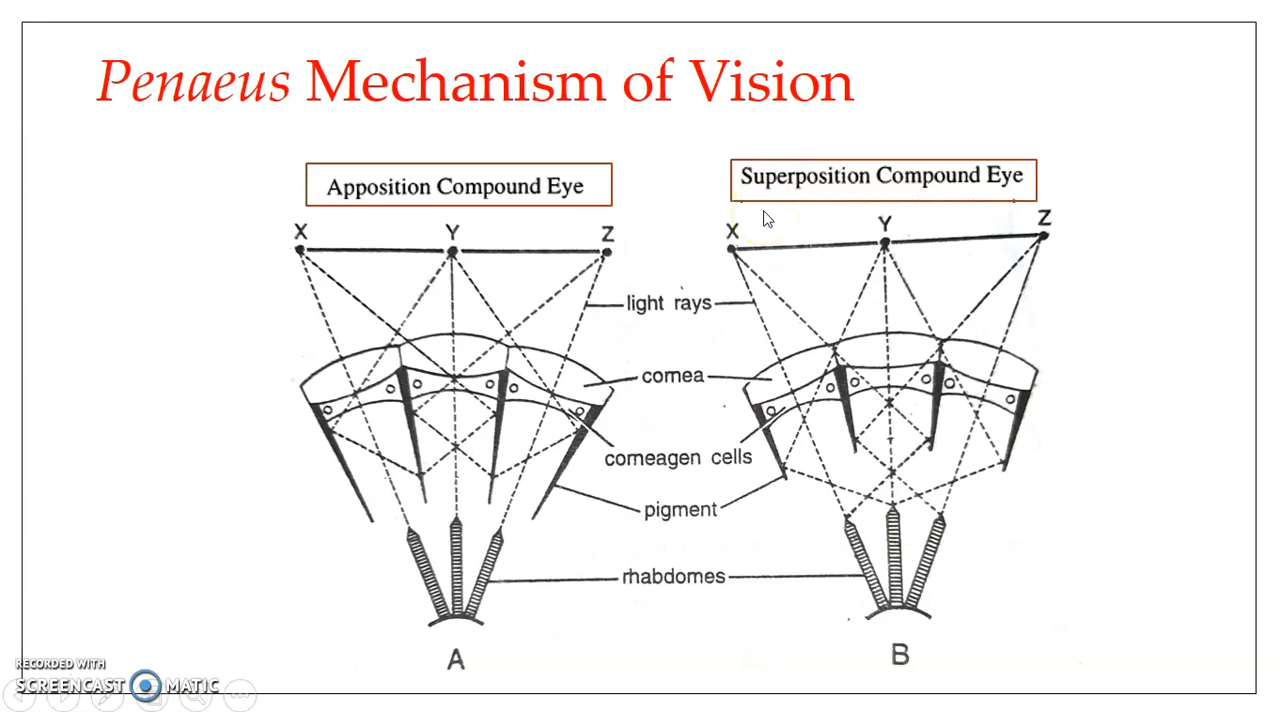 Penaeus Mechanism of Vision
Apposition Compound Eye
Superposition Compound Eye
X Y Z
X Y Z
light rays
cornea
corneagen cells
pigment
rhabdomes
A
B
RECORDED WITH
SCREENCAST MATIC